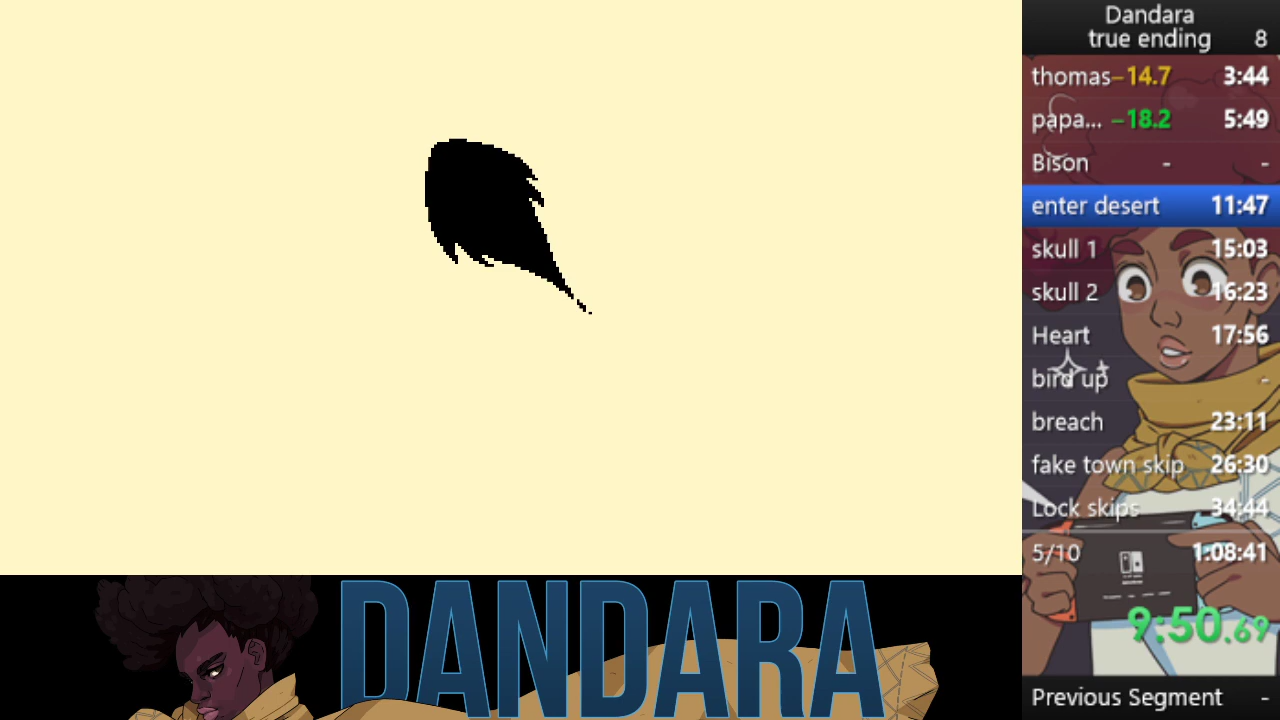 Dandara
true ending 8
thomas -14.7 3:44
papa... -18.2 5:49
Bison - -
enter desert 11:47
skull 1 15:03
skull 2 16:23
Heart 17:56
bird up -
breach 23:11
fake town skip 26:30
Lock skips 34:44
5/10 1:08:41
9:50.69
Previous Segment -
DANDARA